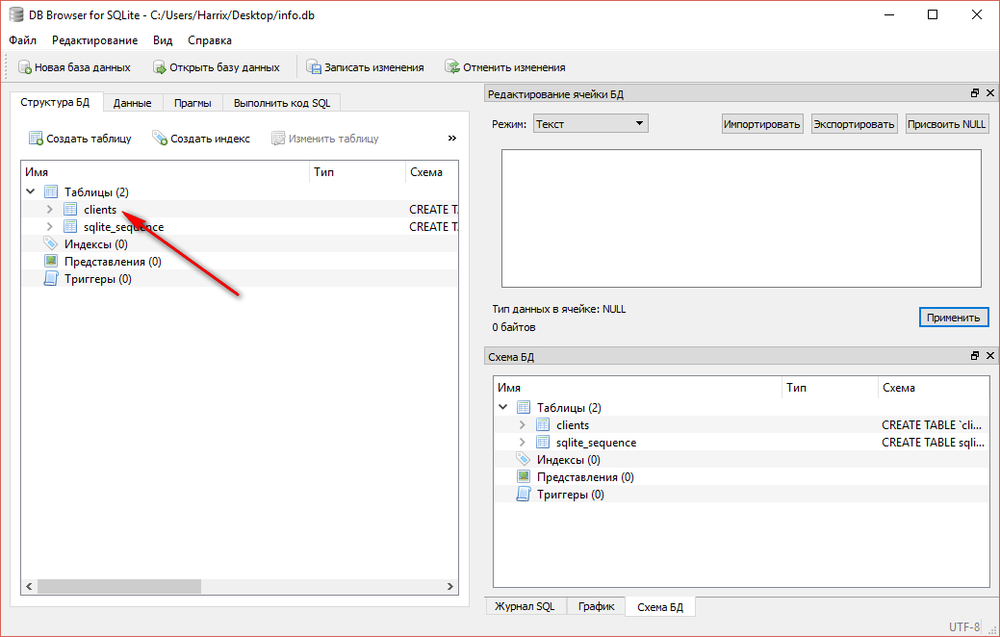 DB Browser for SQLite - C:/Users/Harrix/Desktop/info.db
Файл Редактирование Вид Справка
Новая база данных Открыть базу данных Записать изменения Отменить изменения
Структура БД Данные Прагмы Выполнить код SQL
Создать таблицу Создать индекс Изменить таблицу »
Имя Тип Схема
Таблицы (2)
clients CREATE T
sqlite_sequence CREATE T
Индексы (0)
Представления (0)
Триггеры (0)
Редактирование ячейки БД
Режим: Текст Импортировать Экспортировать Присвоить NULL
Тип данных в ячейке: NULL
0 байтов
Применить
Схема БД
Имя Тип Схема
Таблицы (2)
clients CREATE TABLE `cli...
sqlite_sequence CREATE TABLE sqli...
Индексы (0)
Представления (0)
Триггеры (0)
Журнал SQL График Схема БД
UTF-8